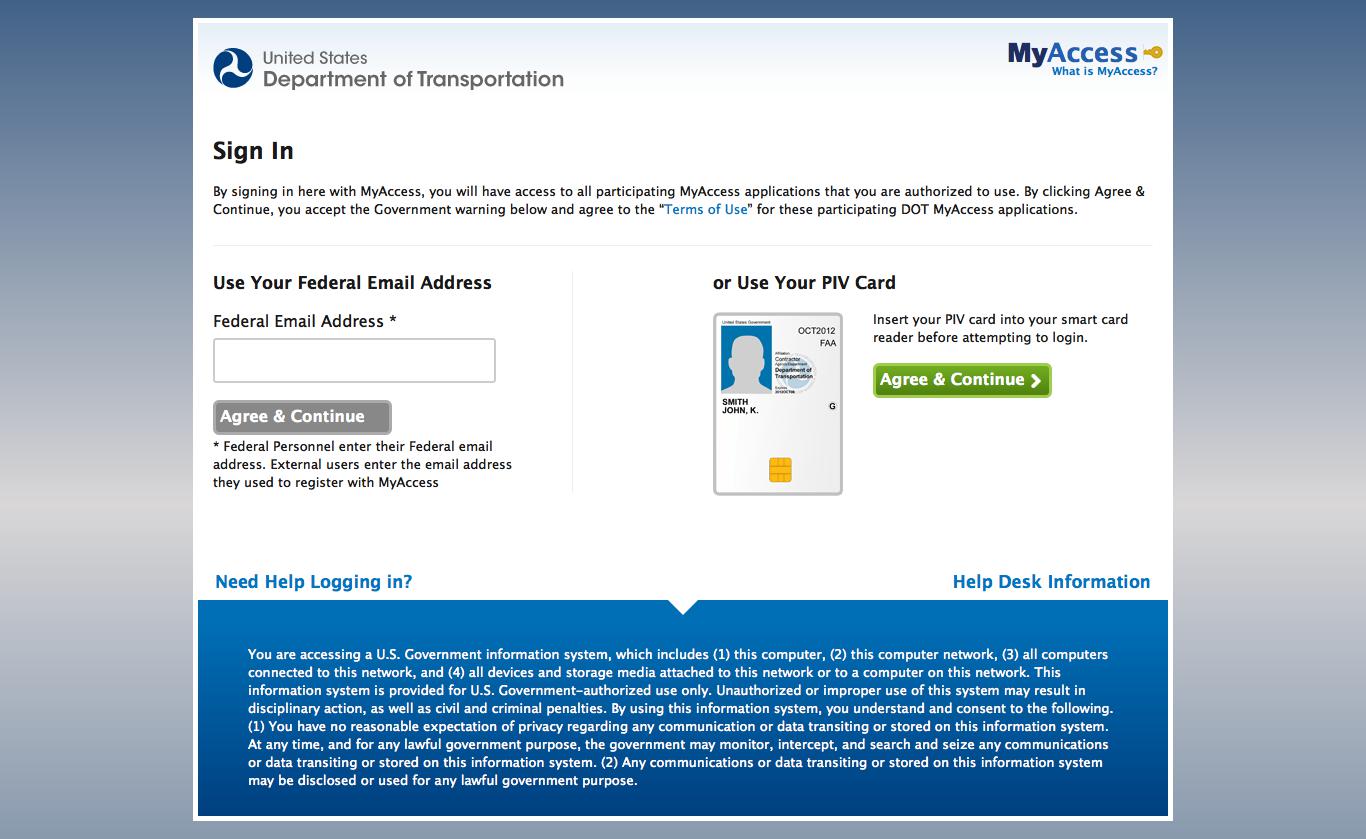 United States
Department of Transportation
MyAccess
What is MyAccess?
Sign In
By signing in here with MyAccess, you will have access to all participating MyAccess applications that you are authorized to use. By clicking Agree &
Continue, you accept the Government warning below and agree to the “Terms of Use” for these participating DOT MyAccess applications.
Use Your Federal Email Address
Federal Email Address *
Agree & Continue
* Federal Personnel enter their Federal email
address. External users enter the email address
they used to register with MyAccess
or Use Your PIV Card
United States Government
OCT2012
FAA
Affiliation
Contractor
Agency/Department
Department of
Transportation
Expires
2012OCT06
SMITH
JOHN, K.
G
Insert your PIV card into your smart card
reader before attempting to login.
Agree & Continue
Need Help Logging in?
Help Desk Information
You are accessing a U.S. Government information system, which includes (1) this computer, (2) this computer network, (3) all computers
connected to this network, and (4) all devices and storage media attached to this network or to a computer on this network. This
information system is provided for U.S. Government-authorized use only. Unauthorized or improper use of this system may result in
disciplinary action, as well as civil and criminal penalties. By using this information system, you understand and consent to the following.
(1) You have no reasonable expectation of privacy regarding any communication or data transiting or stored on this information system.
At any time, and for any lawful government purpose, the government may monitor, intercept, and search and seize any communications
or data transiting or stored on this information system. (2) Any communications or data transiting or stored on this information system
may be disclosed or used for any lawful government purpose.